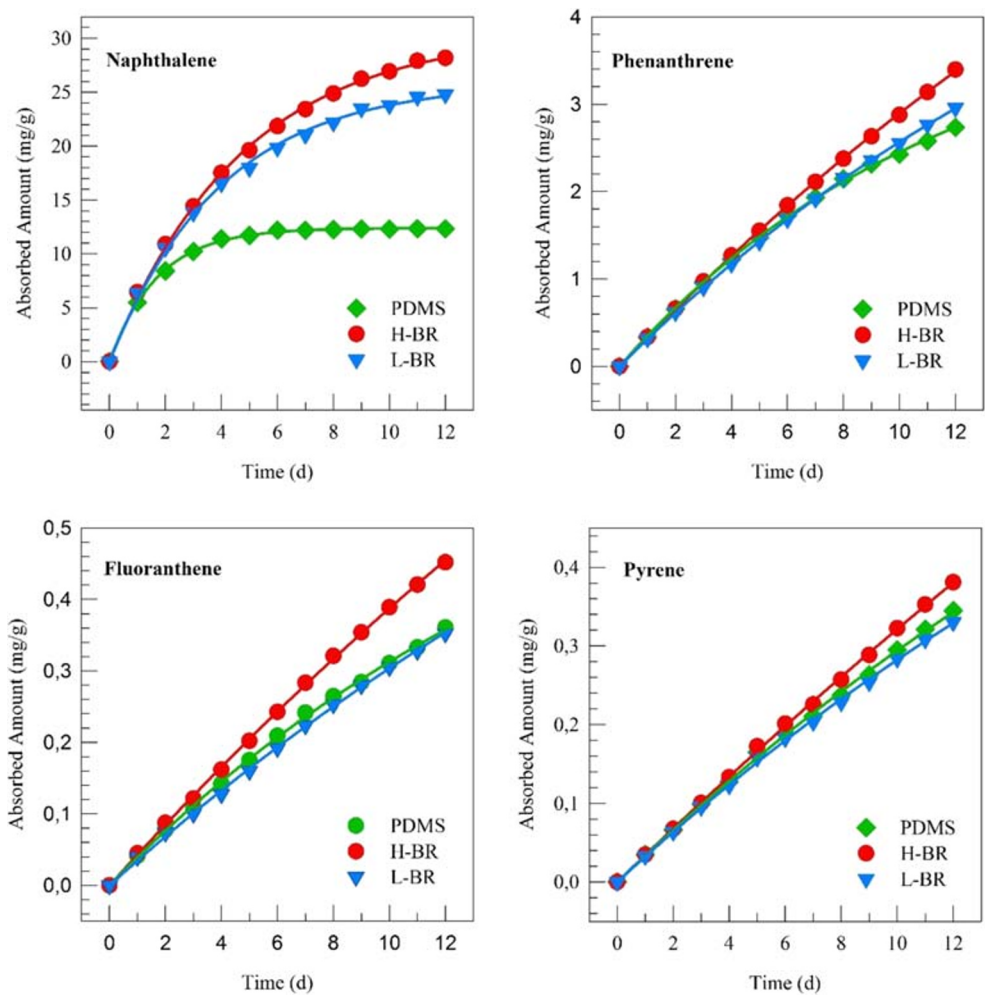 Naphthalene
Absorbed Amount (mg/g)
30
25
20
15
10
5
0
PDMS
H-BR
L-BR
0 2 4 6 8 10 12
Time (d)
Phenanthrene
Absorbed Amount (mg/g)
4
3
2
1
0
PDMS
H-BR
L-BR
0 2 4 6 8 10 12
Time (d)
Fluoranthene
Absorbed Amount (mg/g)
0,5
0,4
0,3
0,2
0,1
0,0
PDMS
H-BR
L-BR
0 2 4 6 8 10 12
Time (d)
Pyrene
Absorbed Amount (mg/g)
0,4
0,3
0,2
0,1
0,0
PDMS
H-BR
L-BR
0 2 4 6 8 10 12
Time (d)